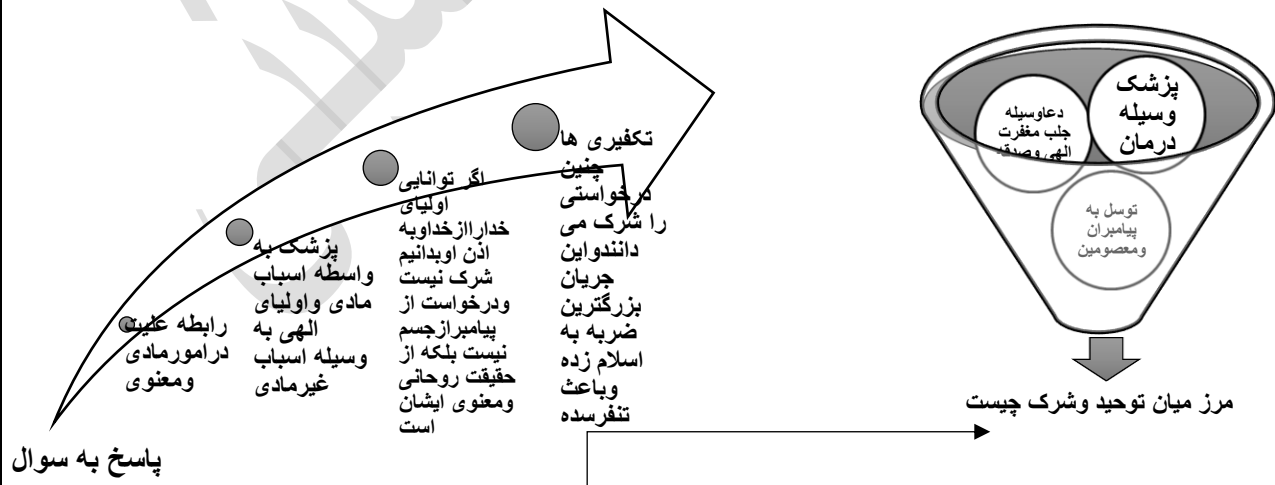 پزشک
وسیله
درمان
دعاوسیله
جلب مغفرت
الهی وصدقه
توسل به
پیامبران
ومعصومین
مرز میان توحید وشرک چیست
تکفیری ها
چنین
درخواستی
را شرک می
دانندواین
جریان
بزرگترین
ضربه به
اسلام زده
وباعث
تنفرسده
اگر توانایی
اولیای
خداراازخداوبه
اذن اوبدانیم
شرک نیست
ودرخواست از
پیامبرازجسم
نیست بلکه از
حقیقت روحانی
ومعنوی ایشان
است
پزشک به
واسطه اسباب
مادی واولیای
الهی به
وسیله اسباب
غیرمادی
رابطه علیت
درامورمادی
ومعنوی
پاسخ به سوال